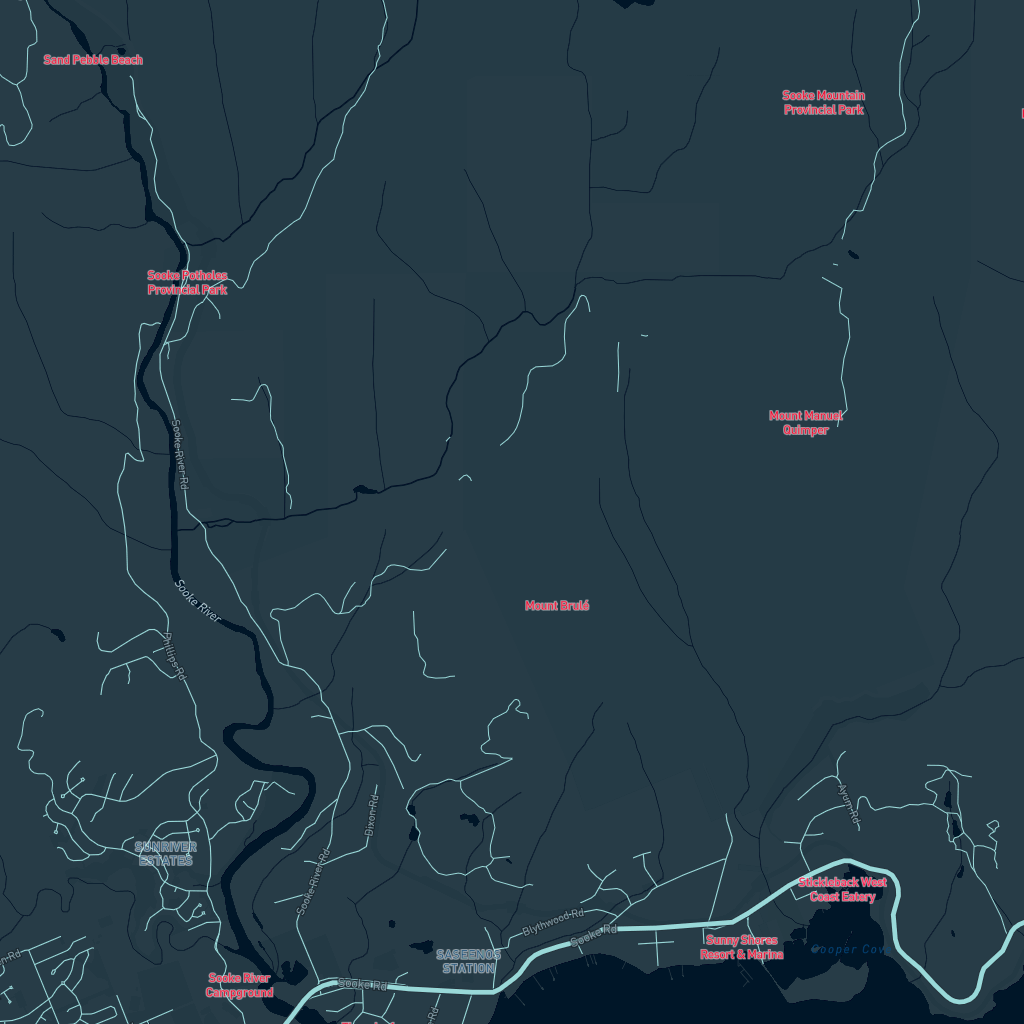 Sand Pebble Beach
Sooke Mountain
Provincial Park
Sooke Potholes
Provincial Park
Mount Manuel
Quimper
Sooke River Rd
Sooke River
Mount Brulé
Phillips Rd
Ayum Rd
Dixon Rd
SUNRIVER
ESTATES
Sooke River Rd
Stickleback West
Coast Eatery
Blythwood Rd
Sooke Rd
Sunny Shores
Resort & Marina
Cooper Cove
SASEENOS
STATION
Sooke River
Campground
Sooke Rd